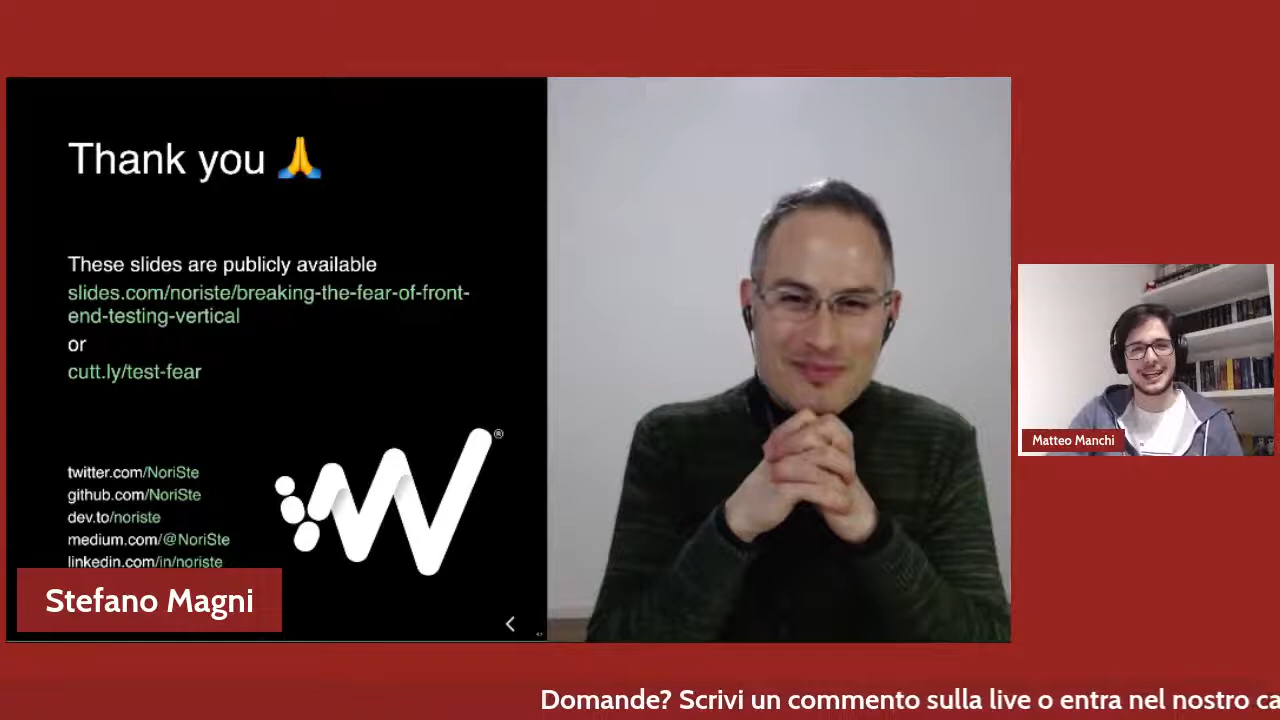 Thank you 🙏
These slides are publicly available
slides.com/noriste/breaking-the-fear-of-front-
end-testing-vertical
or
cutt.ly/test-fear
®
twitter.com/NoriSte
github.com/NoriSte
dev.to/noriste
medium.com/@NoriSte
linkedin.com/in/noriste
Stefano Magni
Matteo Manchi
Domande? Scrivi un commento sulla live o entra nel nostro ca